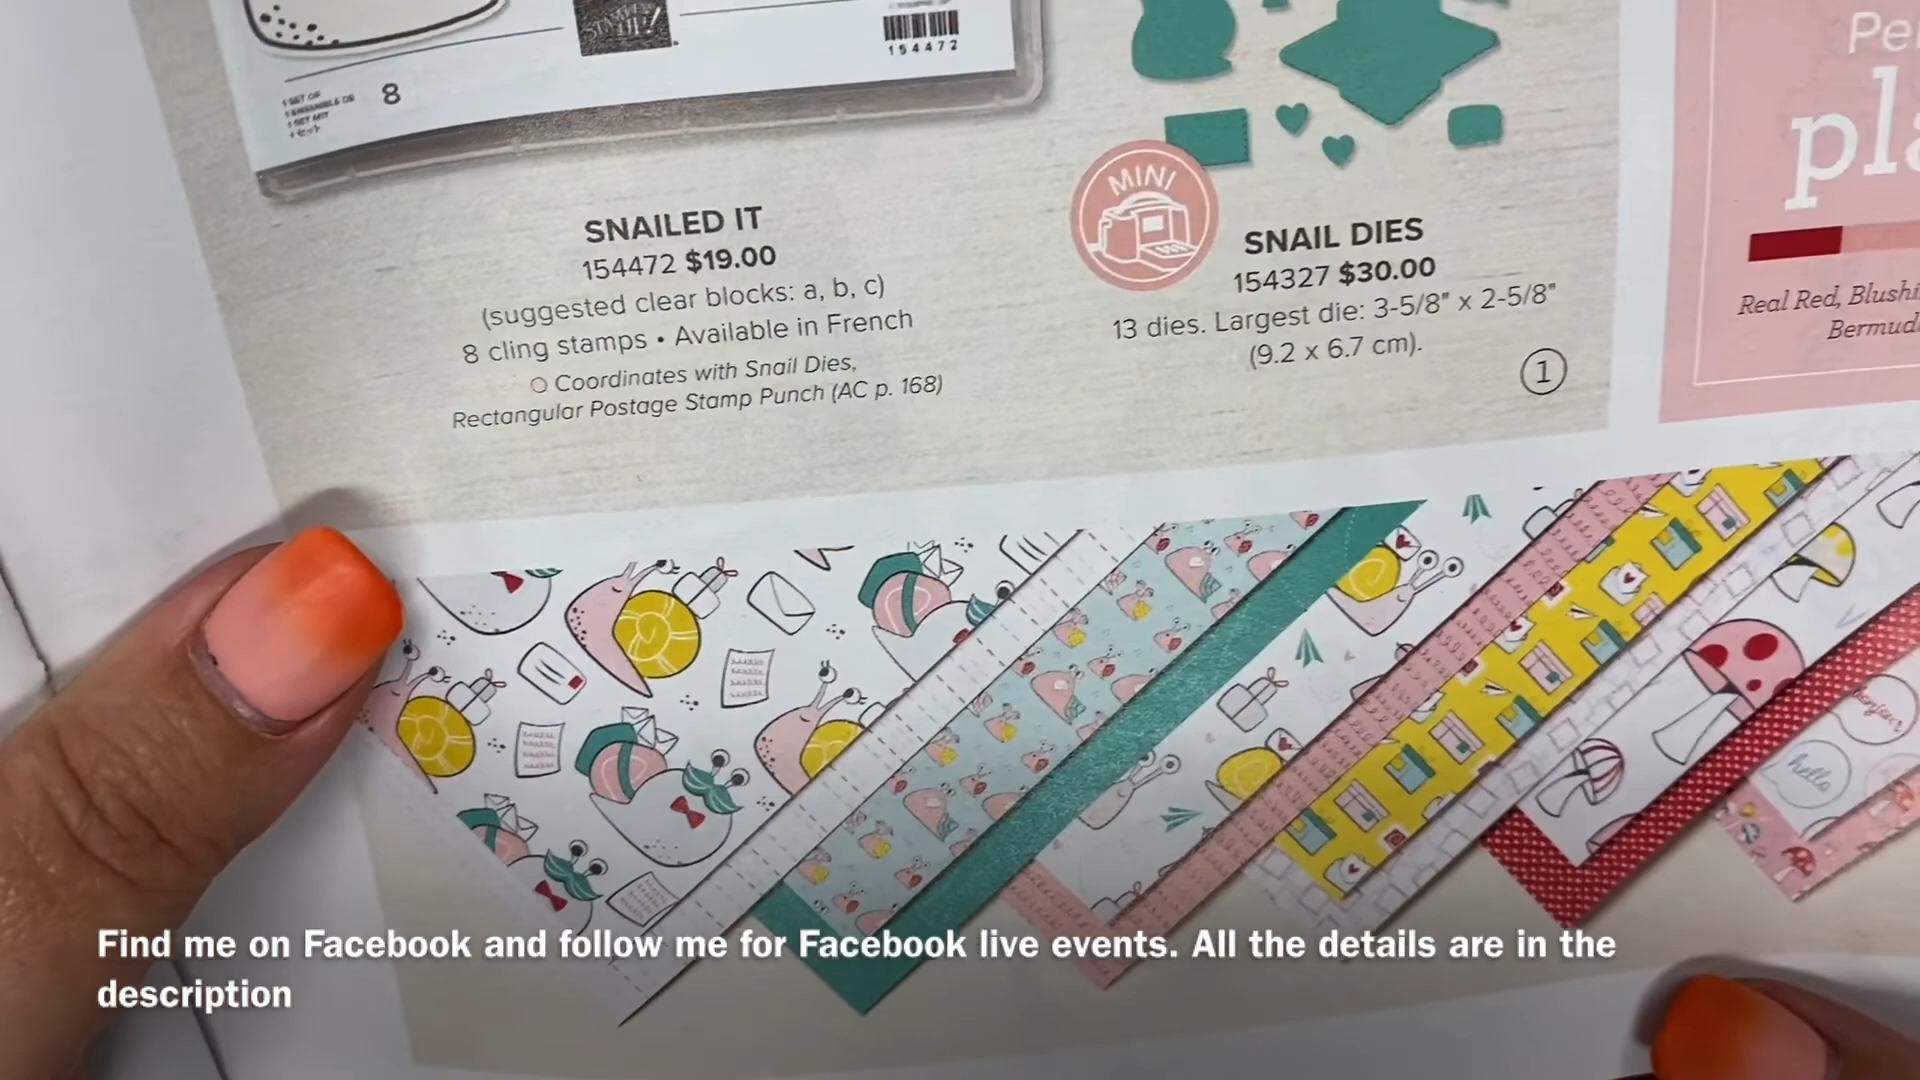 STAMPIN' UP!
154472
8
SNAILED IT
154472 $19.00
(suggested clear blocks: a, b, c)
8 cling stamps • Available in French
Coordinates with Snail Dies,
Rectangular Postage Stamp Punch (AC p. 168)
MINI
SNAIL DIES
154327 $30.00
13 dies. Largest die: 3-5/8" x 2-5/8"
(9.2 x 6.7 cm).
1
Real Red,
hello
Find me on Facebook and follow me for Facebook live events. All the details are in the
description